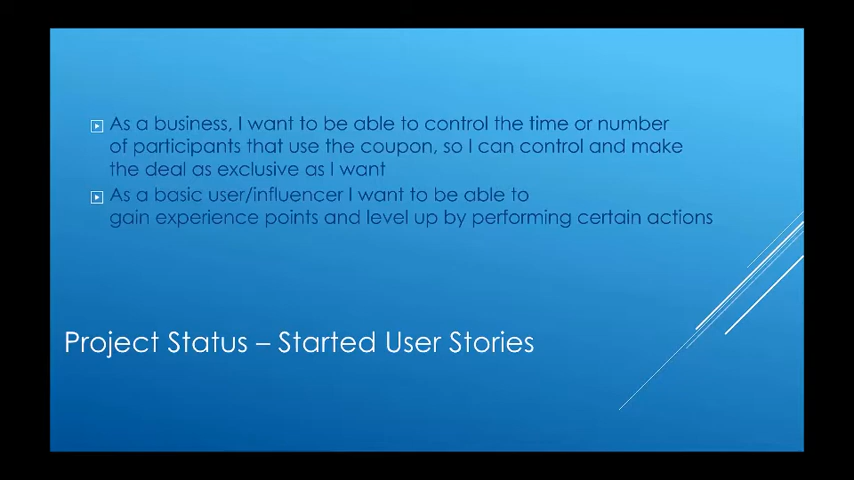 As a business, I want to be able to control the time or number
of participants that use the coupon, so I can control and make
the deal as exclusive as I want
As a basic user/influencer I want to be able to
gain experience points and level up by performing certain actions
Project Status – Started User Stories